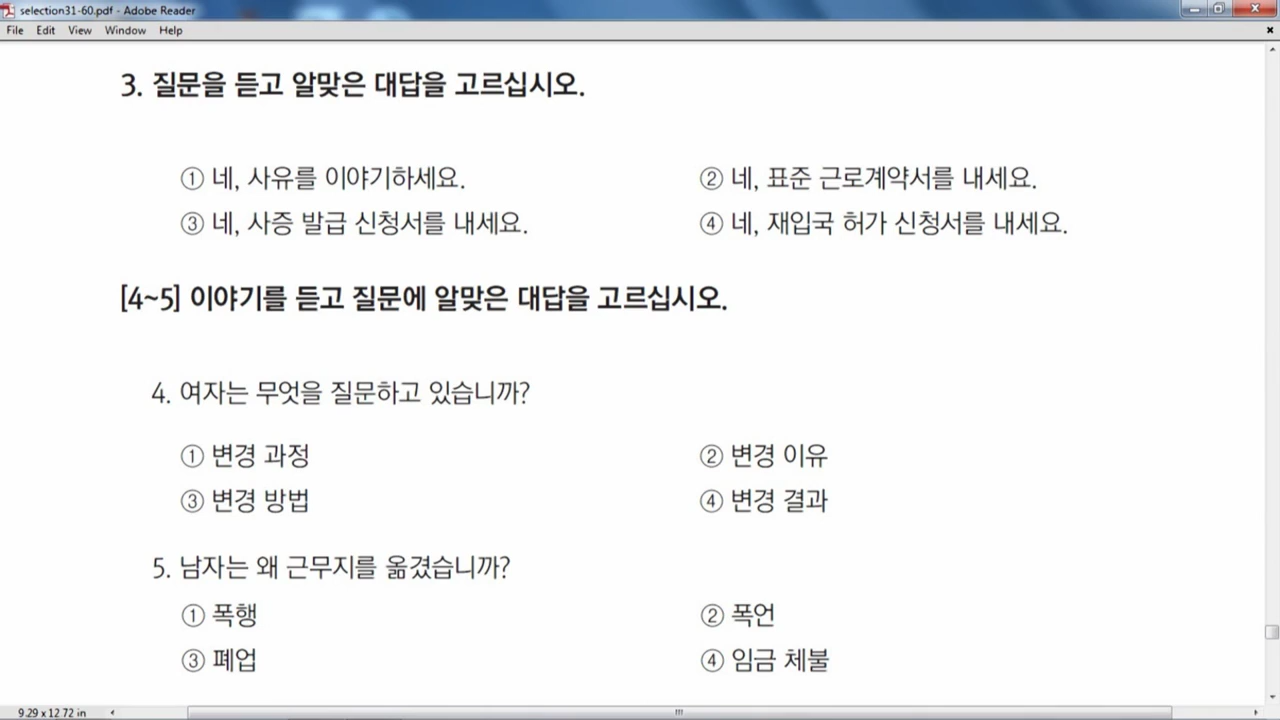 selection31-60.pdf - Adobe Reader
File Edit View Window Help
3. 질문을 듣고 알맞은 대답을 고르십시오.
① 네, 사유를 이야기하세요. ② 네, 표준 근로계약서를 내세요.
③ 네, 사증 발급 신청서를 내세요. ④ 네, 재입국 허가 신청서를 내세요.
[4~5] 이야기를 듣고 질문에 알맞은 대답을 고르십시오.
4. 여자는 무엇을 질문하고 있습니까?
① 변경 과정 ② 변경 이유
③ 변경 방법 ④ 변경 결과
5. 남자는 왜 근무지를 옮겼습니까?
① 폭행 ② 폭언
③ 폐업 ④ 임금 체불
9.29 x 12.72 in